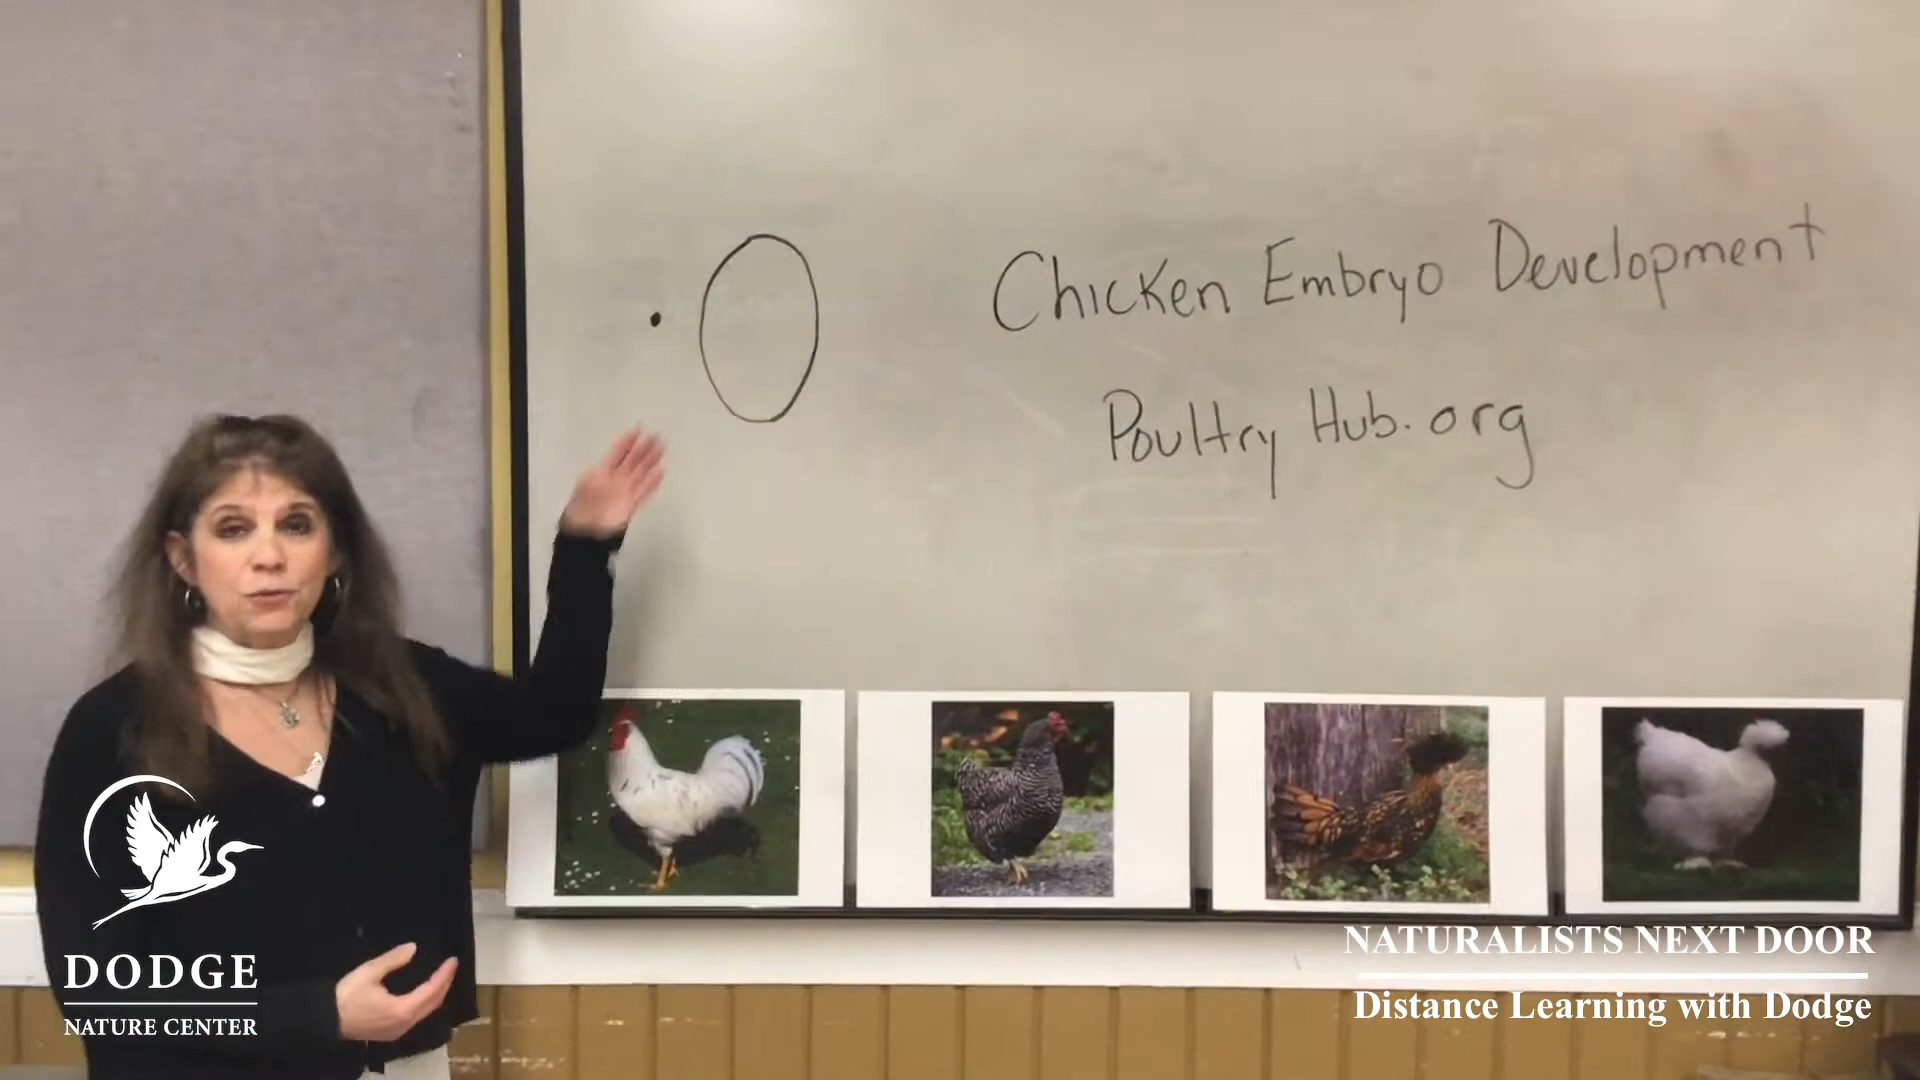 Chicken Embryo Development
Poultry Hub.org
DODGE
NATURE CENTER
NATURALISTS NEXT DOOR
Distance Learning with Dodge